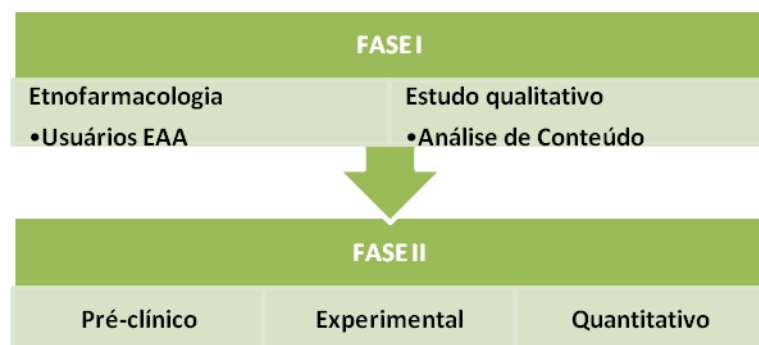 FASE I
Etnofarmacologia
•Usuários EAA
Estudo qualitativo
•Análise de Conteúdo
FASE II
Pré-clínico
Experimental
Quantitativo